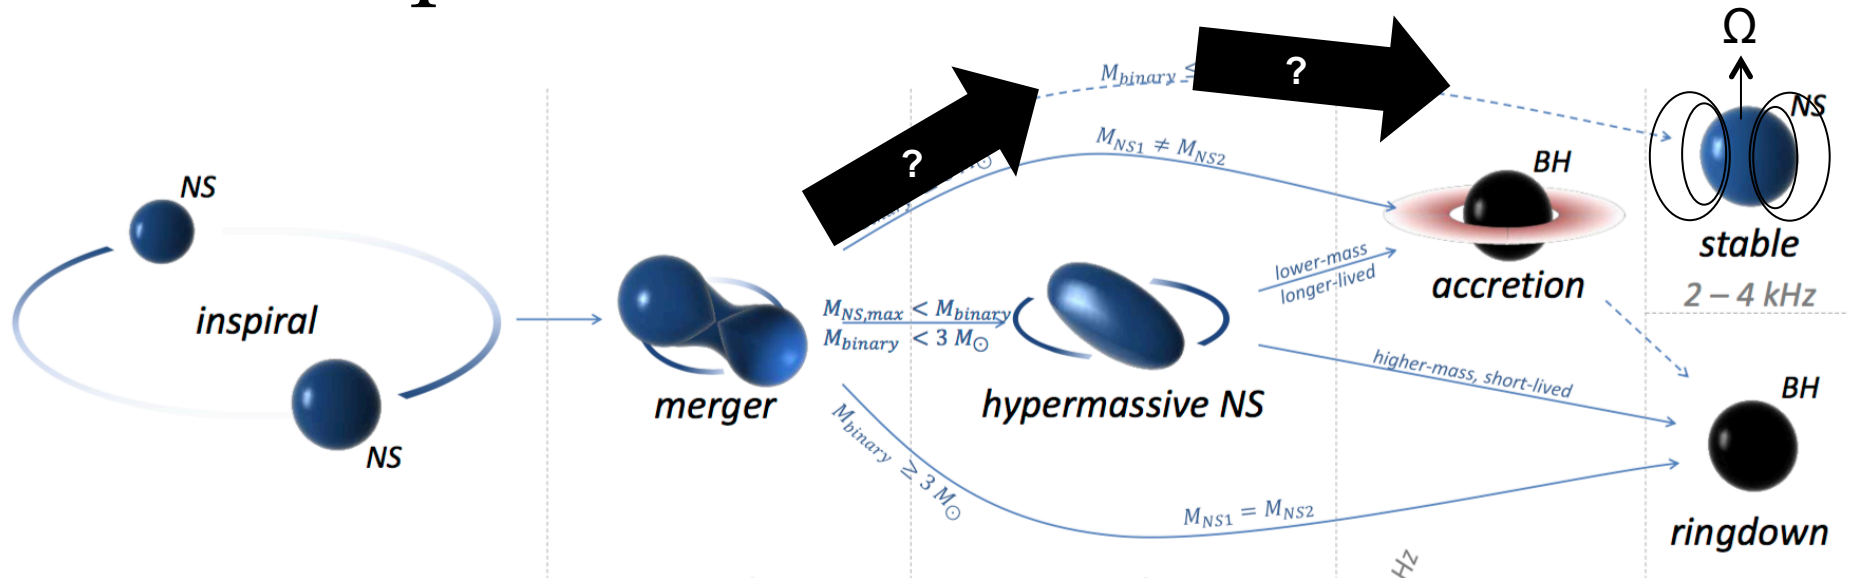 Ω
?
M_binary ≤
?
NS
M_NS1 ≠ M_NS2
BH
NS
stable
2 – 4 kHz
lower-mass
longer-lived
accretion
inspiral
M_NS,max < M_binary
M_binary < 3 M_⊙
merger
hypermassive NS
higher-mass, short-lived
BH
NS
M_binary ≥ 3 M_⊙
M_NS1 = M_NS2
ringdown
Hz